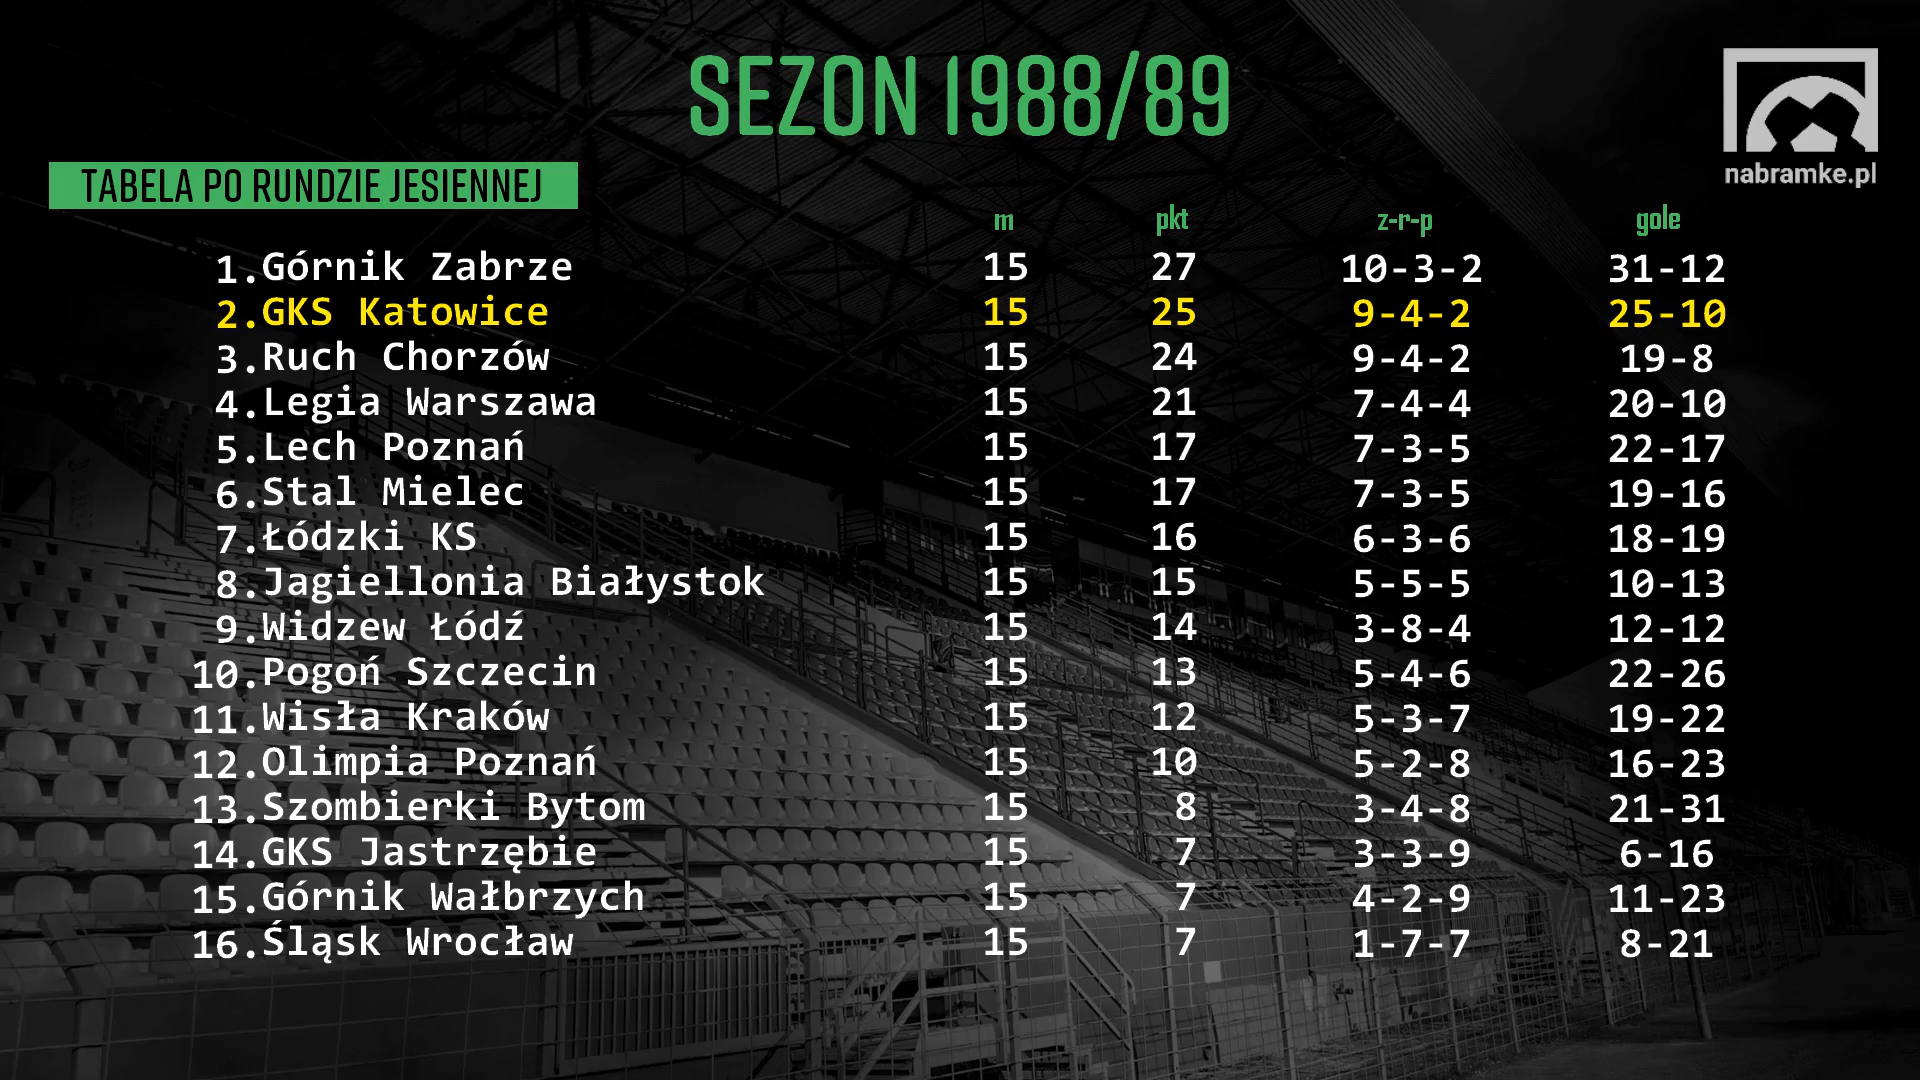 SEZON 1988/89
nabramke.pl
TABELA PO RUNDZIE JESIENNEJ
m pkt z-r-p gole
1. Górnik Zabrze 15 27 10-3-2 31-12
2. GKS Katowice 15 25 9-4-2 25-10
3. Ruch Chorzów 15 24 9-4-2 19-8
4. Legia Warszawa 15 21 7-4-4 20-10
5. Lech Poznań 15 17 7-3-5 22-17
6. Stal Mielec 15 17 7-3-5 19-16
7. Łódzki KS 15 16 6-3-6 18-19
8. Jagiellonia Białystok 15 15 5-5-5 10-13
9. Widzew Łódź 15 14 3-8-4 12-12
10. Pogoń Szczecin 15 13 5-4-6 22-26
11. Wisła Kraków 15 12 5-3-7 19-22
12. Olimpia Poznań 15 10 5-2-8 16-23
13. Szombierki Bytom 15 8 3-4-8 21-31
14. GKS Jastrzębie 15 7 3-3-9 6-16
15. Górnik Wałbrzych 15 7 4-2-9 11-23
16. Śląsk Wrocław 15 7 1-7-7 8-21